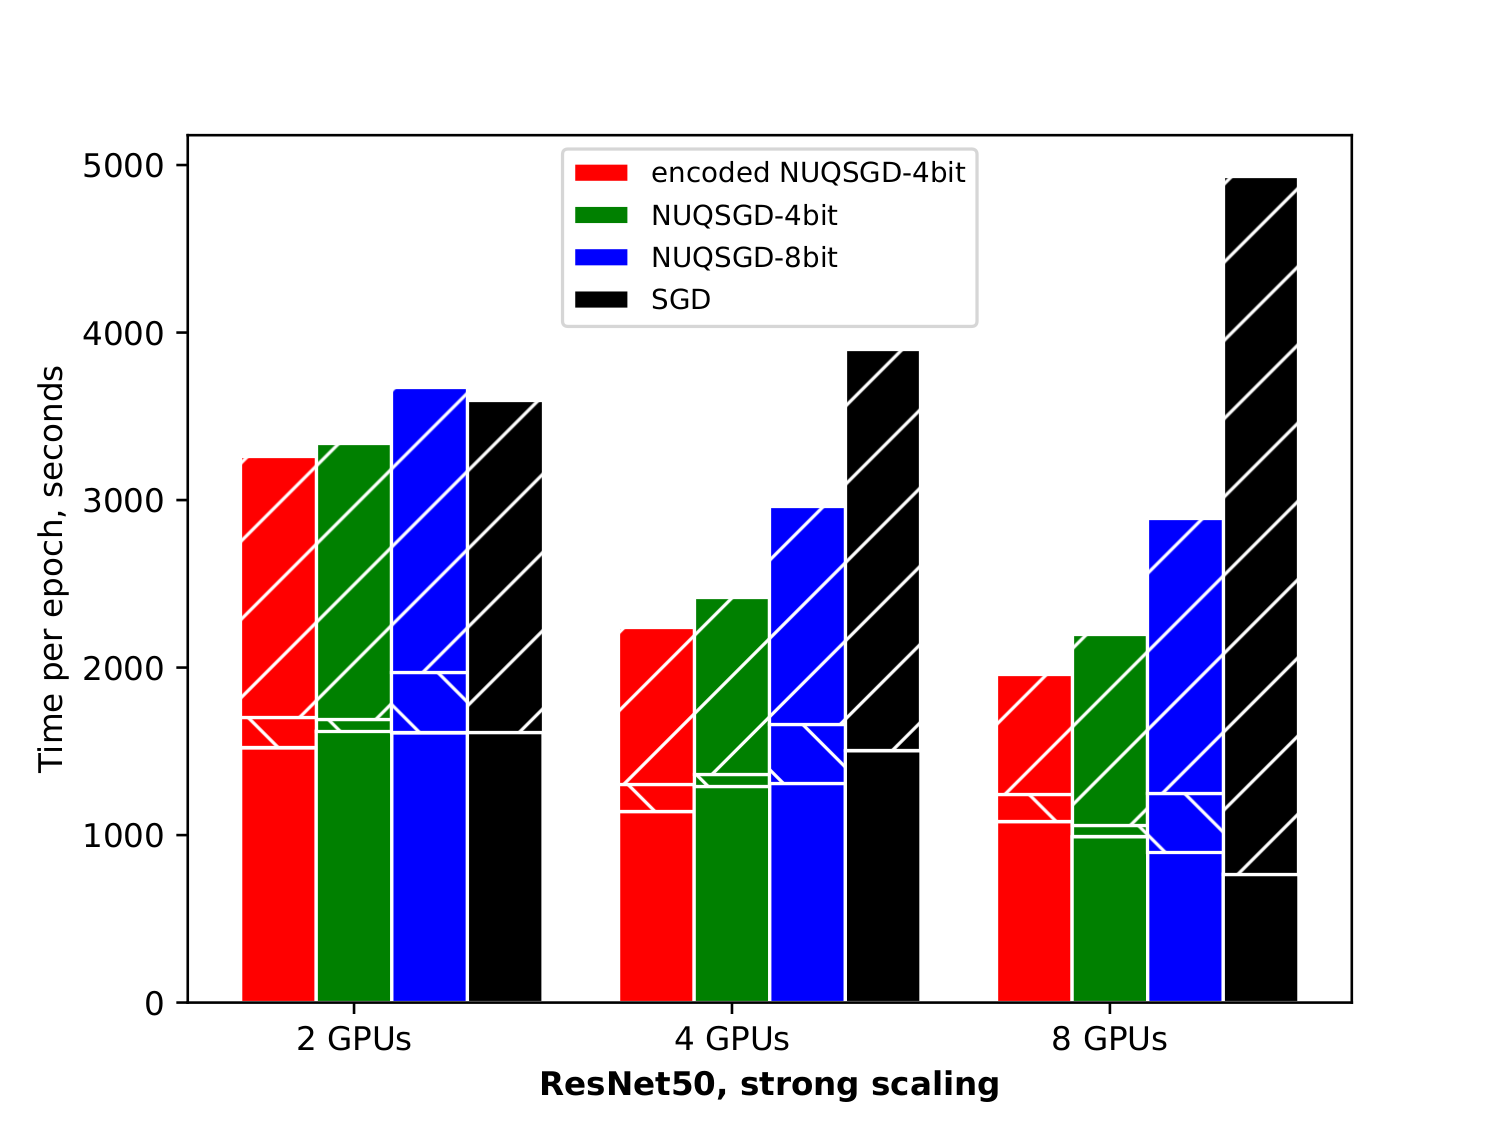 encoded NUQSGD-4bit
NUQSGD-4bit
NUQSGD-8bit
SGD
Time per epoch, seconds
5000
4000
3000
2000
1000
0
2 GPUs
4 GPUs
8 GPUs
ResNet50, strong scaling